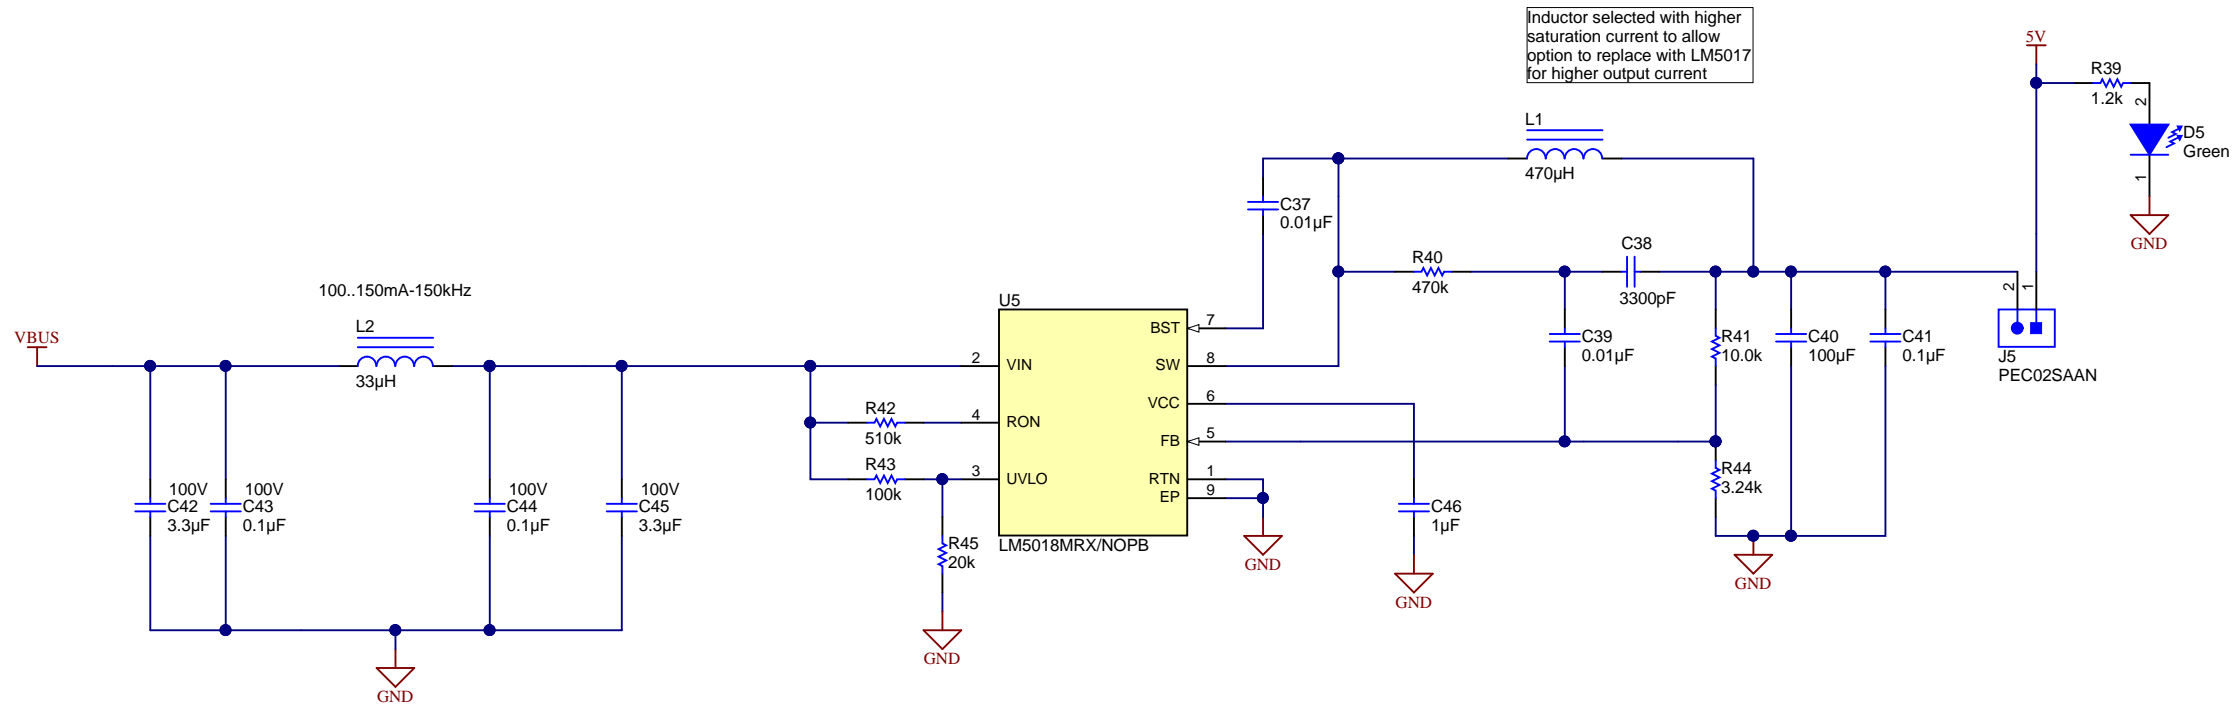 Inductor selected with higher
saturation current to allow
option to replace with LM5017
for higher output current
5V
R39
1.2k
2
D5
Green
1
GND
L1
470µH
C37
0.01µF
R40
470k
C38
3300pF
100..150mA-150kHz
L2
33µH
VBUS
U5
BST
7
VIN
2
SW
8
VCC
6
RON
4
FB
5
UVLO
3
RTN
1
EP
9
LM5018MRX/NOPB
R42
510k
R43
100k
R45
20k
GND
100V
C42
3.3µF
100V
C43
0.1µF
100V
C44
0.1µF
100V
C45
3.3µF
GND
C39
0.01µF
R41
10.0k
C40
100µF
C41
0.1µF
2
1
J5
PEC02SAAN
R44
3.24k
C46
1µF
GND
GND
GND